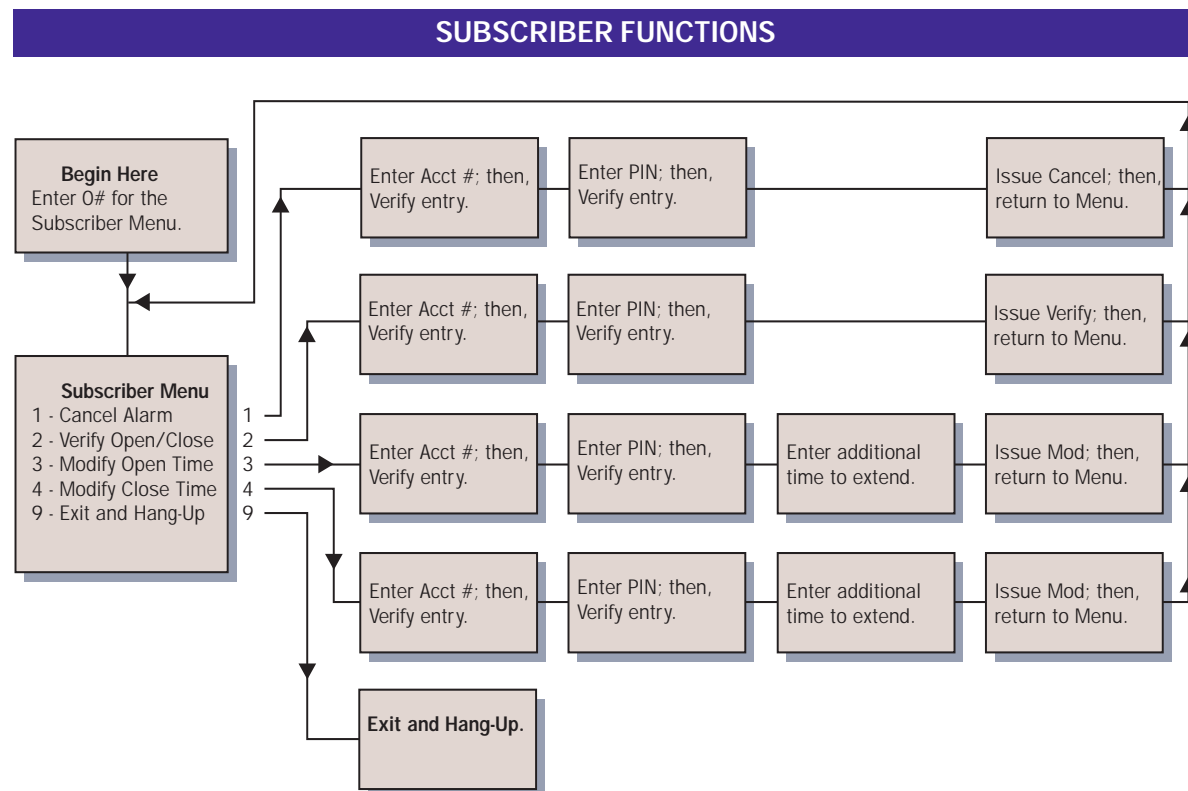 SUBSCRIBER FUNCTIONS
Begin Here
Enter 0# for the
Subscriber Menu.
Enter Acct #; then,
Verify entry.
Enter PIN; then,
Verify entry.
Issue Cancel; then,
return to Menu.
Enter Acct #; then,
Verify entry.
Enter PIN; then,
Verify entry.
Issue Verify; then,
return to Menu.
Subscriber Menu
1 - Cancel Alarm 1
2 - Verify Open/Close 2
3 - Modify Open Time 3
4 - Modify Close Time 4
9 - Exit and Hang-Up 9
Enter Acct #; then,
Verify entry.
Enter PIN; then,
Verify entry.
Enter additional
time to extend.
Issue Mod; then,
return to Menu.
Enter Acct #; then,
Verify entry.
Enter PIN; then,
Verify entry.
Enter additional
time to extend.
Issue Mod; then,
return to Menu.
Exit and Hang-Up.